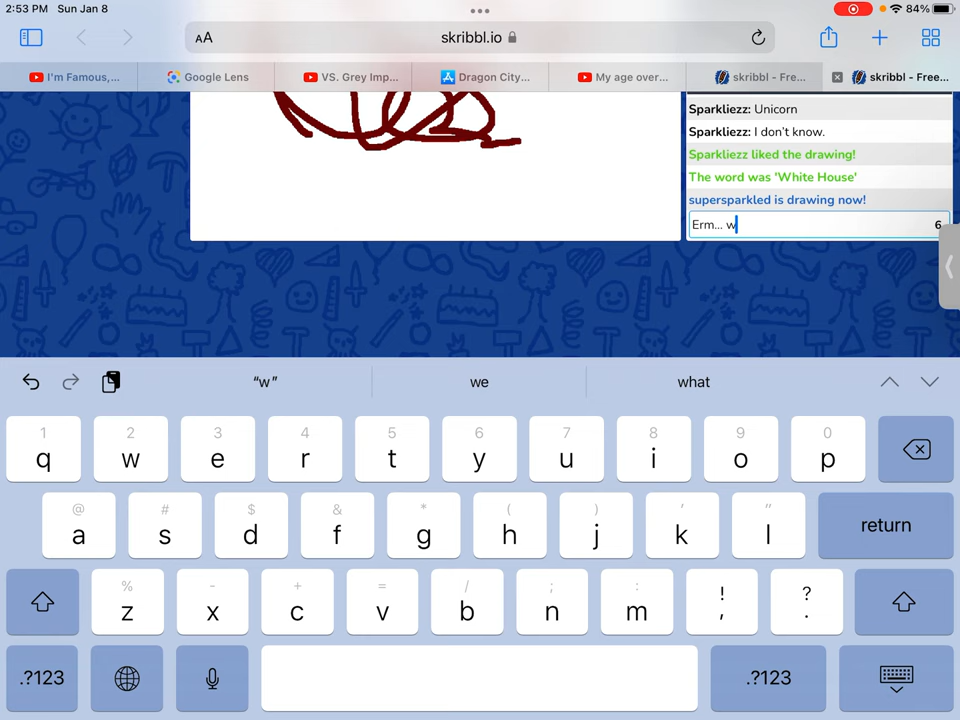 2:53 PM Sun Jan 8
84%
AA
skribbl.io
I'm Famous,...
Google Lens
VS. Grey Imp...
Dragon City...
My age over...
skribbl - Fre...
skribbl - Free...
Sparkliezz: Unicorn
Sparkliezz: I don't know.
Sparkliezz liked the drawing!
The word was 'White House'
supersparkled is drawing now!
Erm... w 6
“w” we what
1 2 3 4 5 6 7 8 9 0
q w e r t y u i o p
@ # $ & * ( ) ' "
a s d f g h j k l return
% - + = / ; : ! ?
z x c v b n m , .
.?123 .?123